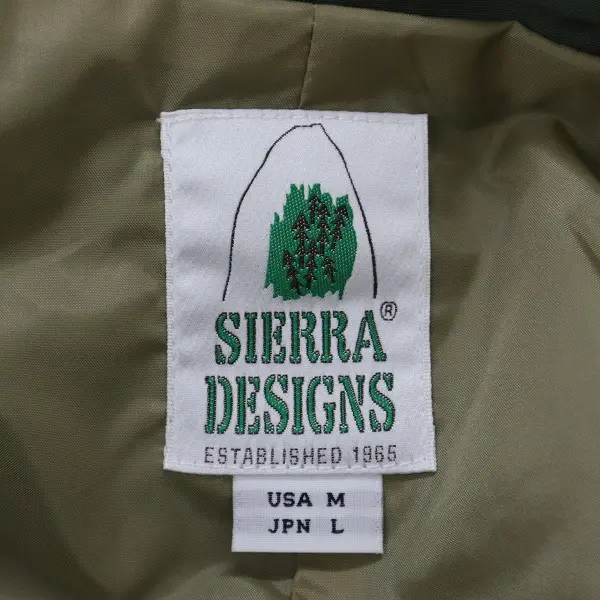 SIERRA®
DESIGNS
ESTABLISHED 1965
USA M
JPN L